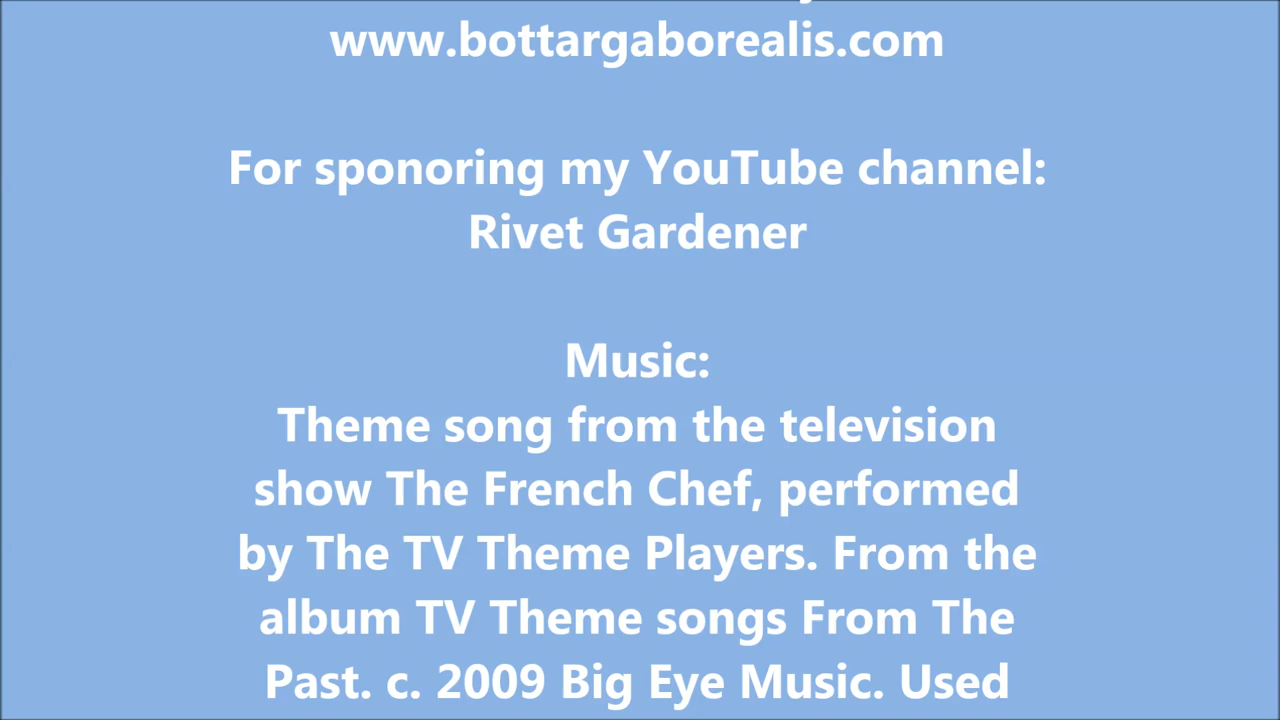 www.bottargaborealis.com
For sponoring my YouTube channel:
Rivet Gardener
Music:
Theme song from the television
show The French Chef, performed
by The TV Theme Players. From the
album TV Theme songs From The
Past. c. 2009 Big Eye Music. Used